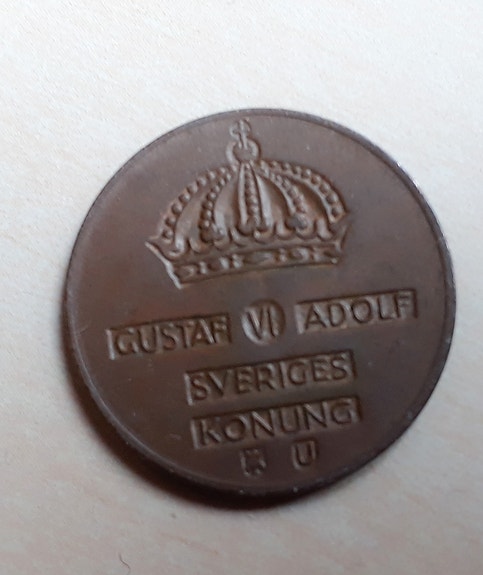 GUSTAF VI ADOLF
SVERIGES
KONUNG
U